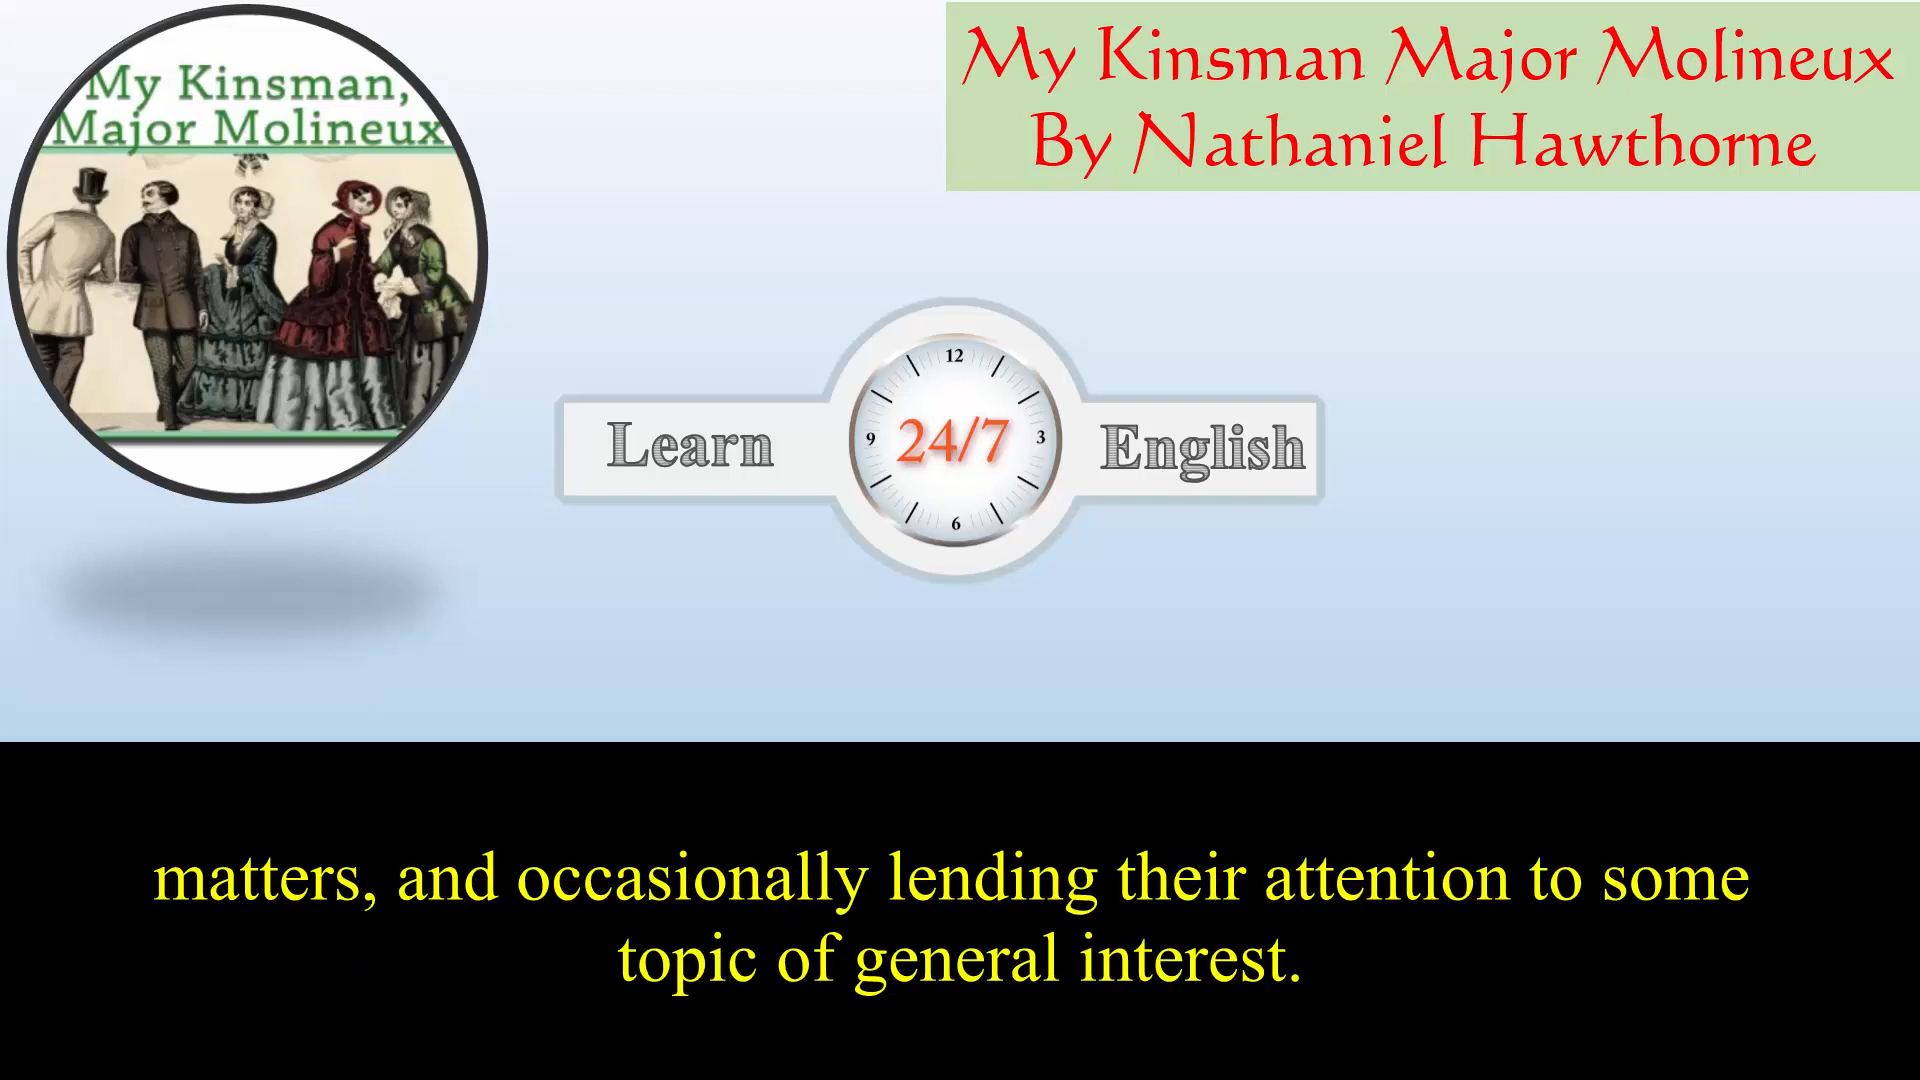 My Kinsman,
Major Molineux
My Kinsman Major Molineux
By Nathaniel Hawthorne
12
Learn
9
24/7
3
English
6
matters, and occasionally lending their attention to some
topic of general interest.